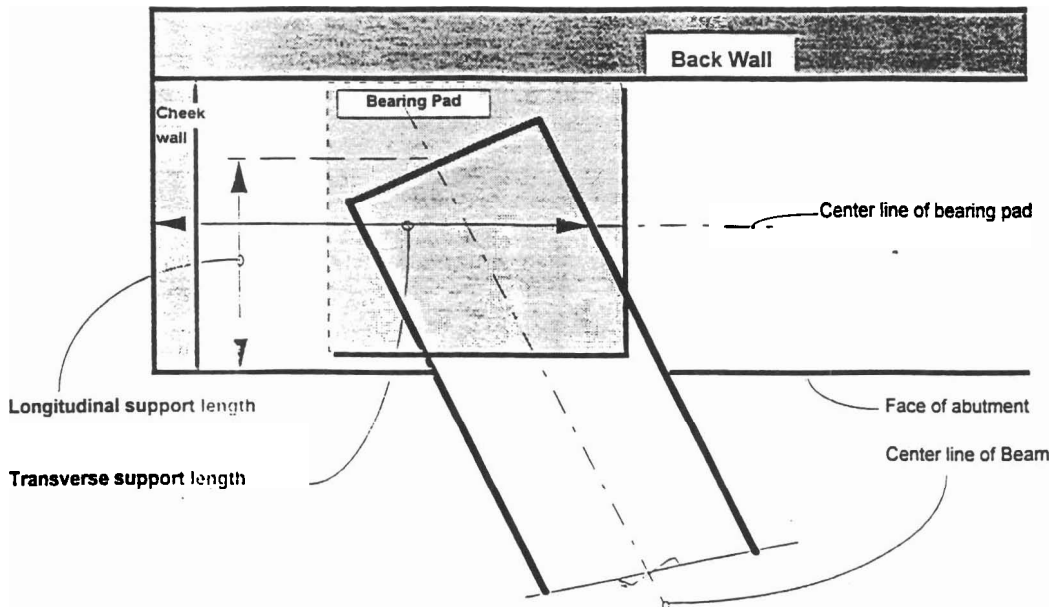 Back Wall
Bearing Pad
Cheek
wall
Center line of bearing pad
Longitudinal support length
Face of abutment
Center line of Beam
Transverse support length